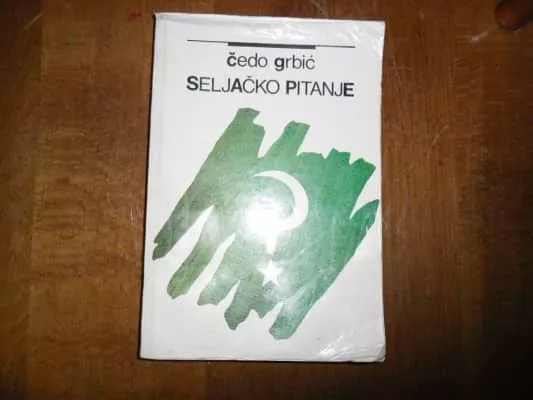 čedo grbić
SELJAČKO PITANJE